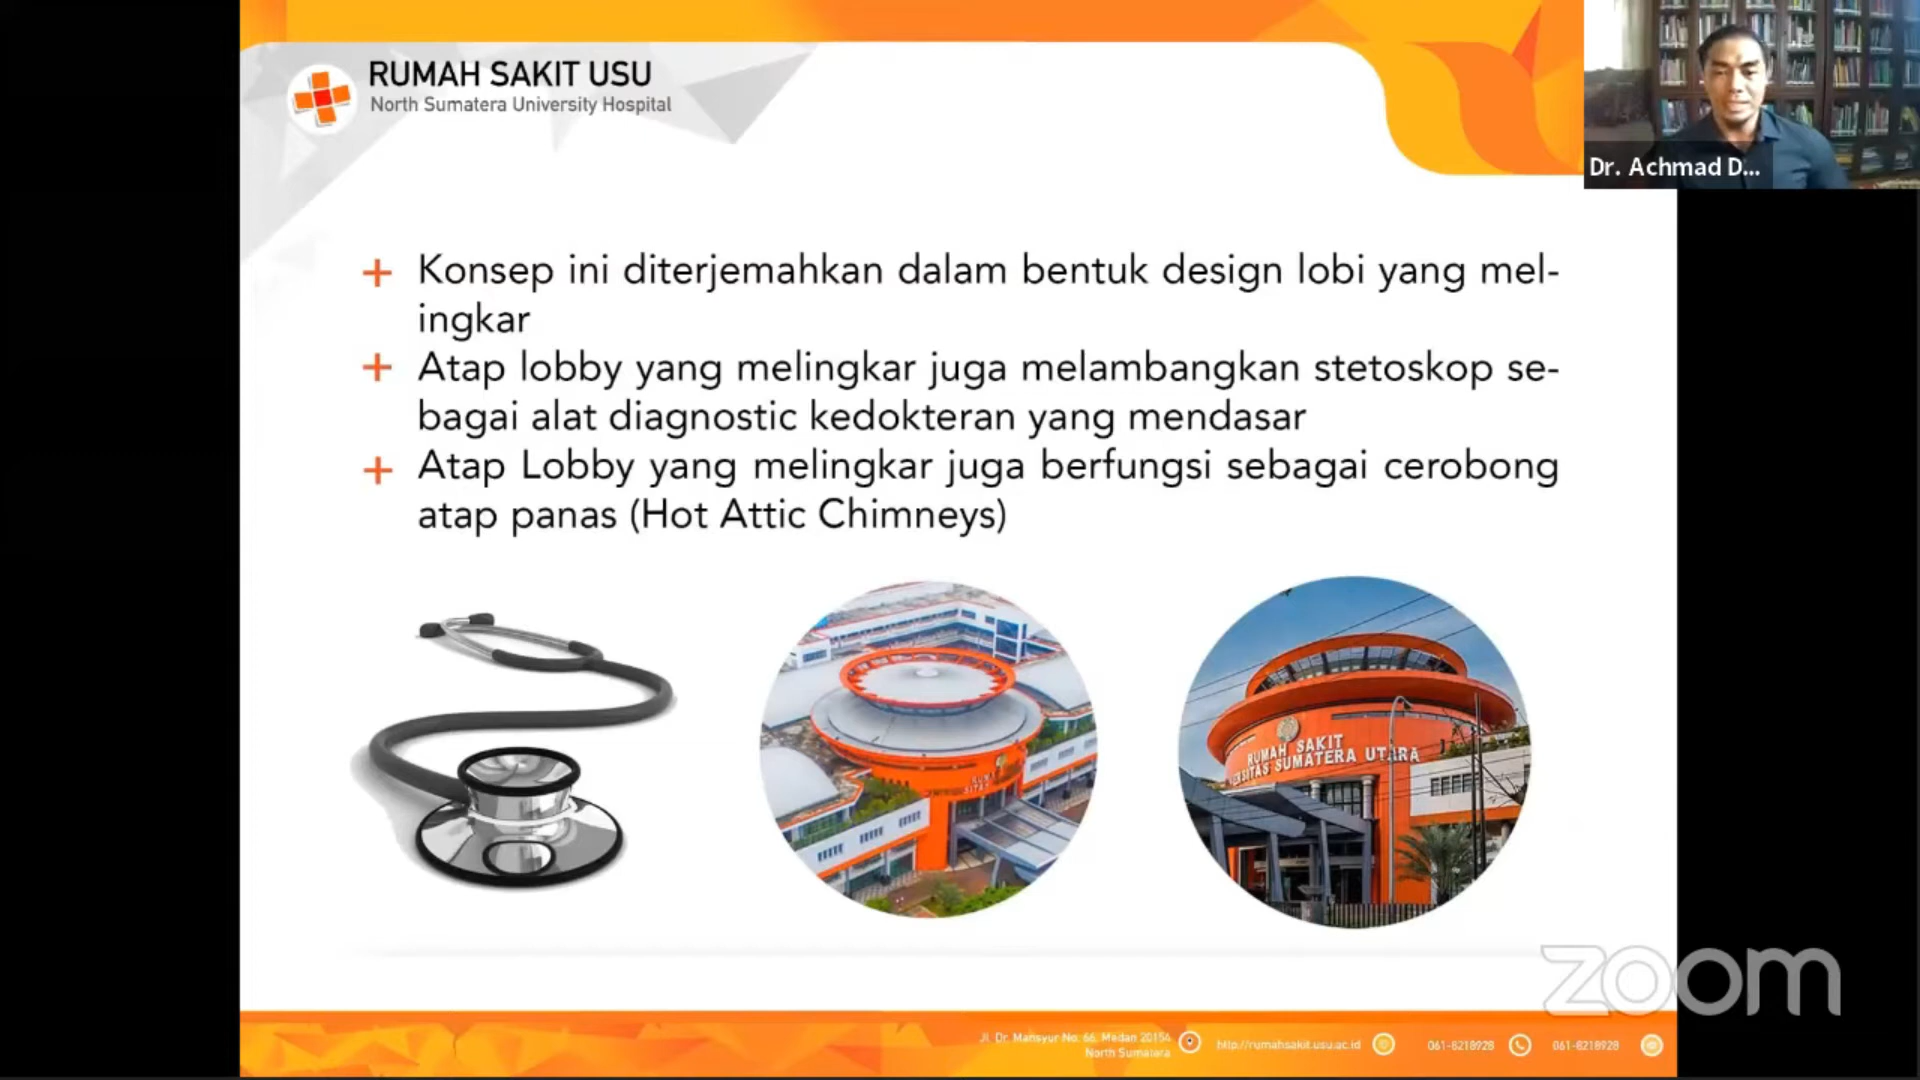 RUMAH SAKIT USU
North Sumatera University Hospital
Dr. Achmad D...
Konsep ini diterjemahkan dalam bentuk design lobi yang mel-
ingkar
Atap lobby yang melingkar juga melambangkan stetoskop se-
bagai alat diagnostic kedokteran yang mendasar
Atap Lobby yang melingkar juga berfungsi sebagai cerobong
atap panas (Hot Attic Chimneys)
RUMAH SAKIT
SUMATERA UTARA
zoom
Jl. Dr. Mansyur No. 66, Medan 20154
North Sumatera
http://rumahsakit.usu.ac.id
061-8218928
061-8218928